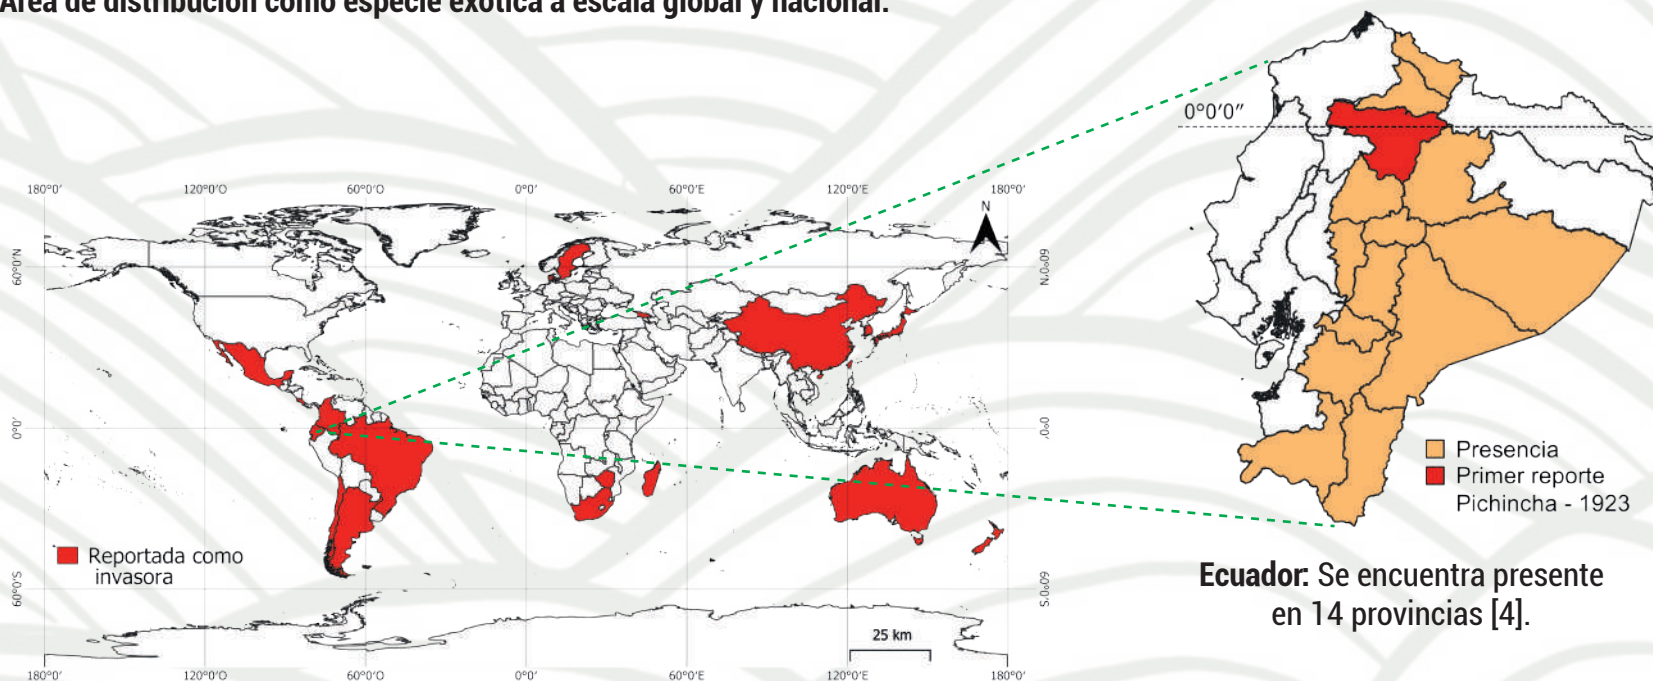 Área de distribución como especie exótica a escala global y nacional.
0°0'0"
180°0' 120°0'0 60°0'O 0°0' 60°0'E 120°0'E 180°0'
N
60°0'N 60°0'N
0°0' 0°0'
60°0'S 60°0'S
Reportada como
invasora
25 km
180°0' 120°0'0 60°0'O 0°0' 60°0'E 120°0'E 180°0'
Presencia
Primer reporte
Pichincha - 1923
Ecuador: Se encuentra presente
en 14 provincias [4].